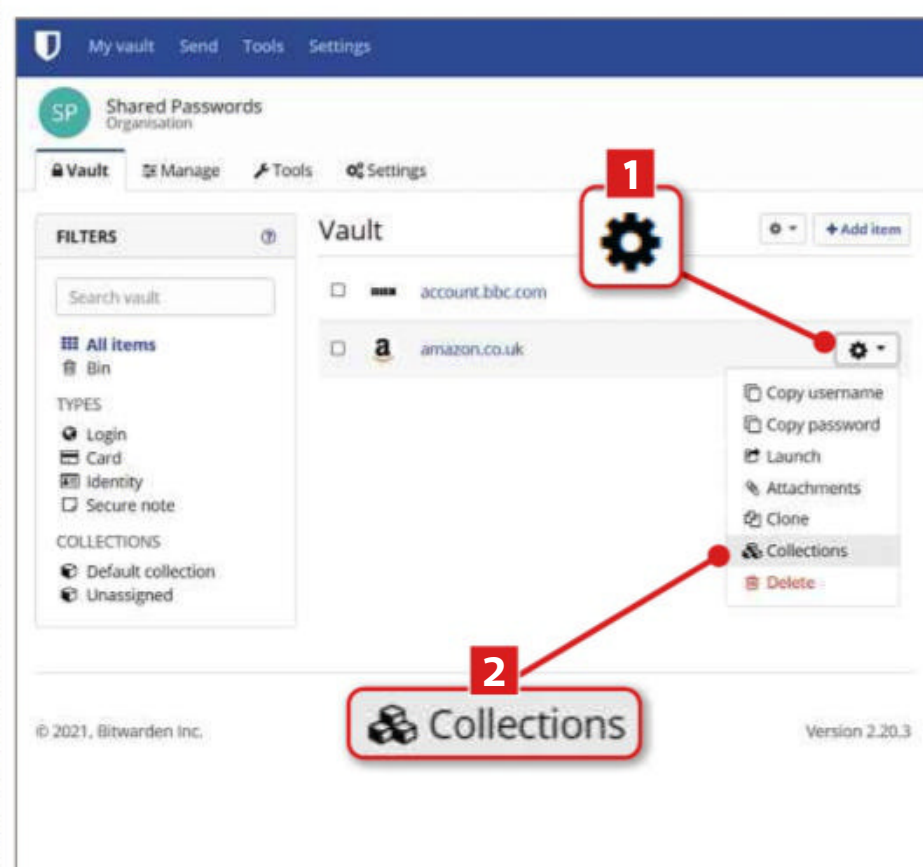 My vault Send Tools Settings
SP Shared Passwords
Organisation
Vault Manage Tools Settings
1
FILTERS
Search vault
All items
Bin
TYPES
Login
Card
Identity
Secure note
COLLECTIONS
Default collection
Unassigned
Vault
+ Add item
account.bbc.com
a amazon.co.uk
Copy username
Copy password
Launch
Attachments
Clone
Collections
Delete
2
Collections
© 2021, Bitwarden Inc.
Version 2.20.3